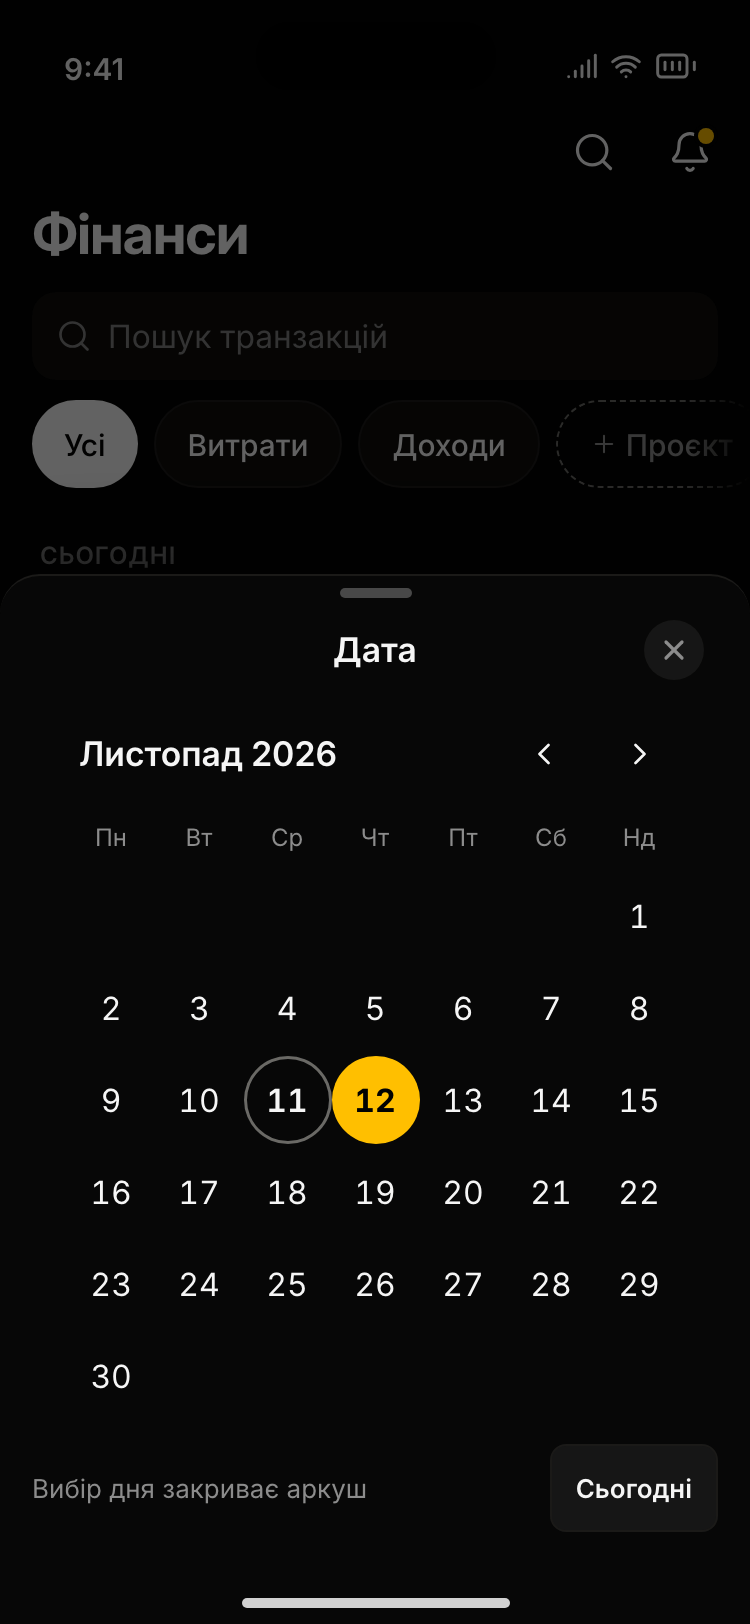 9:41
Фінанси
Пошук транзакцій
Усі Витрати Доходи + Проєкт
СЬОГОДНІ
Дата
Листопад 2026
Пн Вт Ср Чт Пт Сб Нд
1
2 3 4 5 6 7 8
9 10 11 12 13 14 15
16 17 18 19 20 21 22
23 24 25 26 27 28 29
30
Вибір дня закриває аркуш
Сьогодні